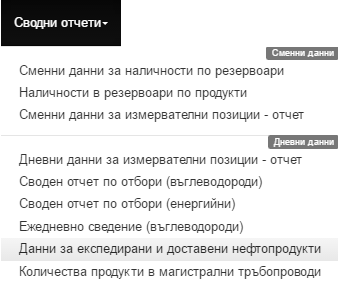 Сводни отчети
Сменни данни
Сменни данни за наличности по резервоари
Наличности в резервоари по продукти
Сменни данни за измервателни позиции - отчет
Дневни данни
Дневни данни за измервателни позиции - отчет
Своден отчет по отбори (въглеводороди)
Своден отчет по отбори (енергийни)
Ежедневно сведение (въглеводороди)
Данни за експедирани и доставени нефтопродукти
Количества продукти в магистрални тръбопроводи